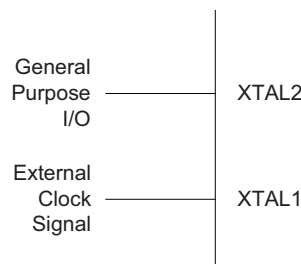 General
Purpose
I/O
XTAL2
External
Clock
Signal
XTAL1